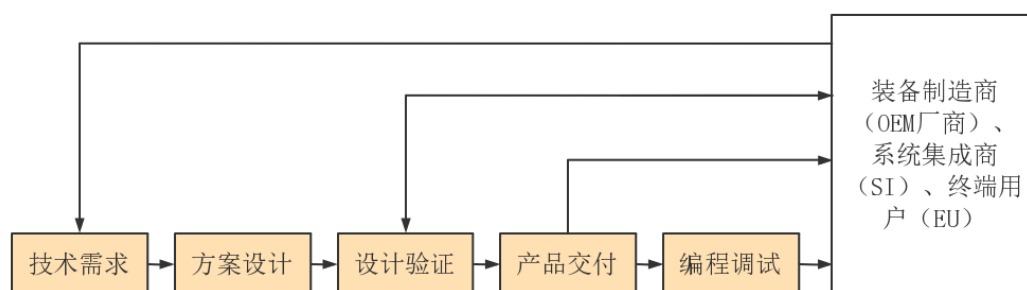 装备制造商
（OEM厂商）、
系统集成商
（SI）、终端用
户（EU）
技术需求
方案设计
设计验证
产品交付
编程调试